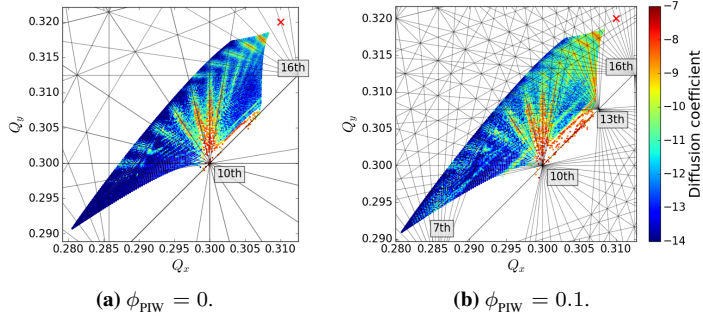 0.320
0.315
0.310
0.305
0.300
0.295
0.290
Q_y
16th
10th
0.280 0.285 0.290 0.295 0.300 0.305 0.310
Q_x
(a) ϕ_PIW = 0.
0.320
0.315
0.310
0.305
0.300
0.295
0.290
Q_y
16th
13th
10th
7th
0.280 0.285 0.290 0.295 0.300 0.305 0.310
Q_x
(b) ϕ_PIW = 0.1.
−7
−8
−9
−10
−11
−12
−13
−14
Diffusion coefficient